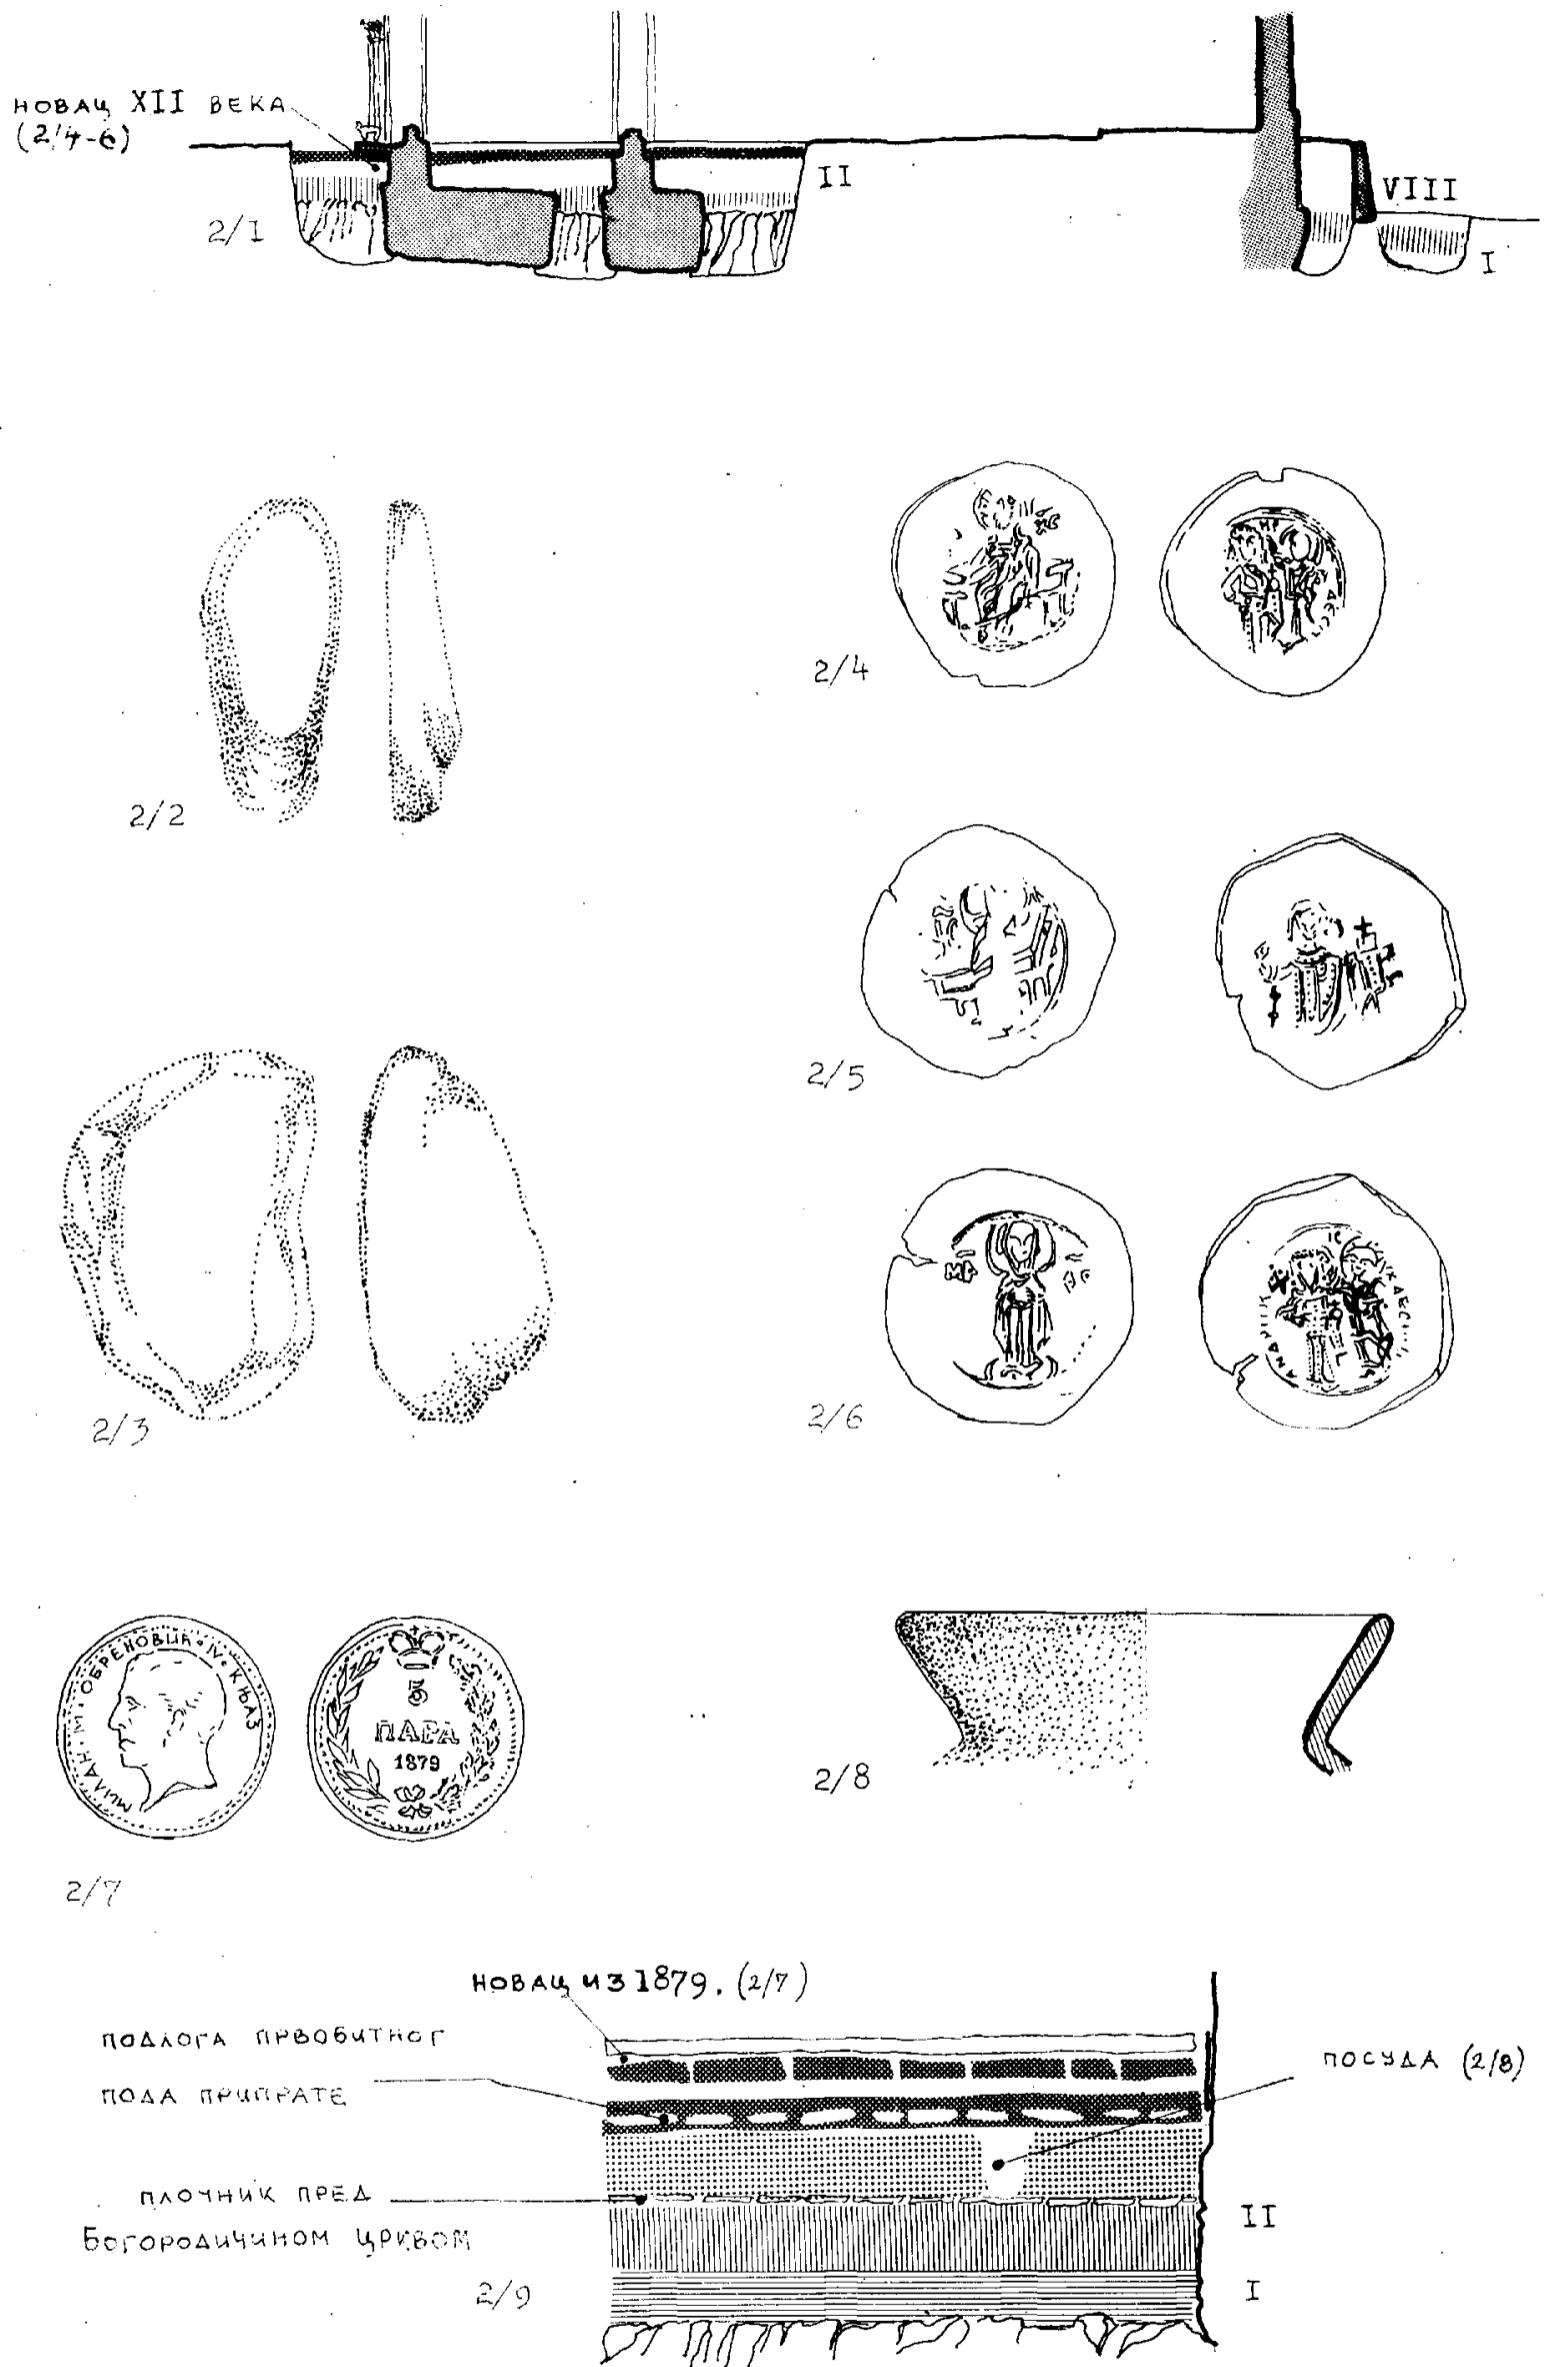 НОВАЦ XII ВЕКА
(2/4-6)
II
VIII
2/1
I
2/2
2/4
2/5
2/3
2/6
МИЛАН · М · ОБРЕНОВИЋ · IV · КЊАЗ
5
ПАРА
1879
2/7
2/8
НОВАЦ ИЗ 1879. (2/7)
ПОДЛОГА ПРВОБИТНОГ
ПОДА ПРИПРАТЕ
ПОСУДА (2/8)
ПЛОЧНИК ПРЕД
БОГОРОДИЧИНОМ ЦРКВОМ
II
2/9
I